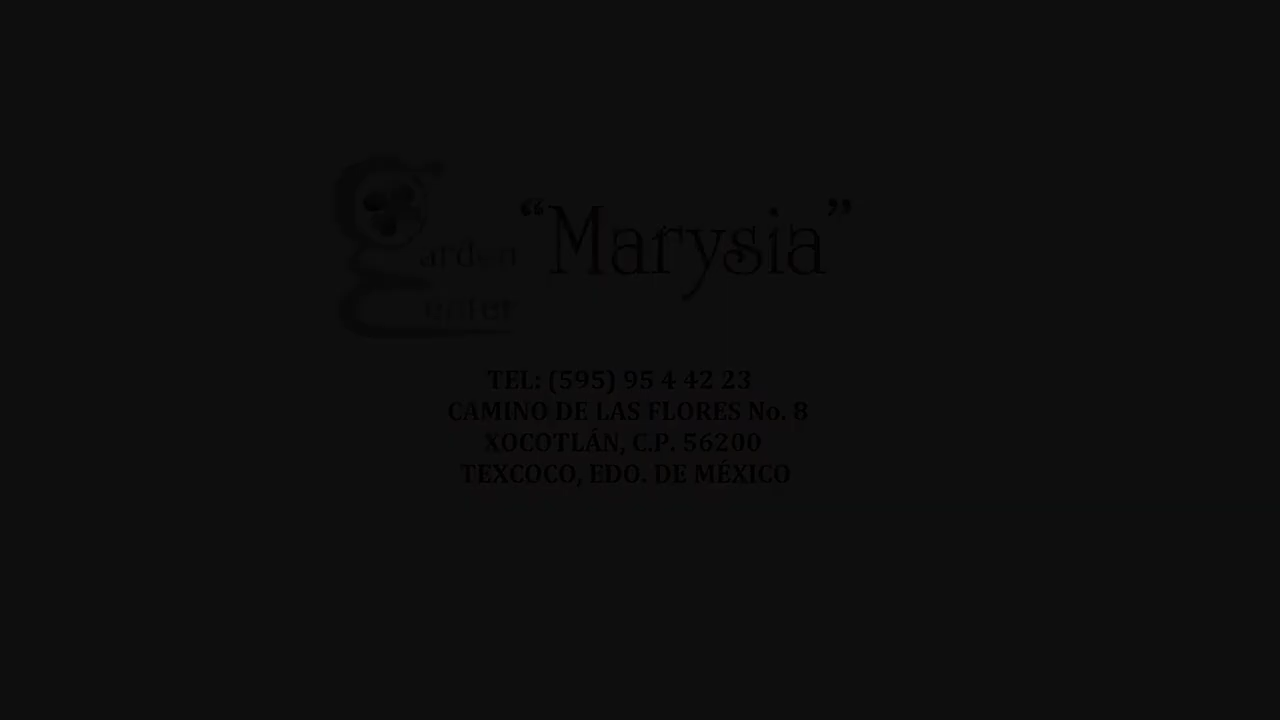 garden
center
“Marysia”
TEL: (595) 95 4 42 23
CAMINO DE LAS FLORES No. 8
XOCOTLÁN, C.P. 56200
TEXCOCO, EDO. DE MÉXICO